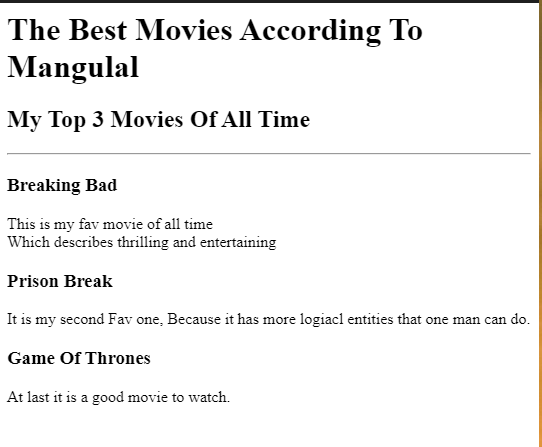 The Best Movies According To
Mangulal
My Top 3 Movies Of All Time
Breaking Bad
This is my fav movie of all time
Which describes thrilling and entertaining
Prison Break
It is my second Fav one, Because it has more logiacl entities that one man can do.
Game Of Thrones
At last it is a good movie to watch.